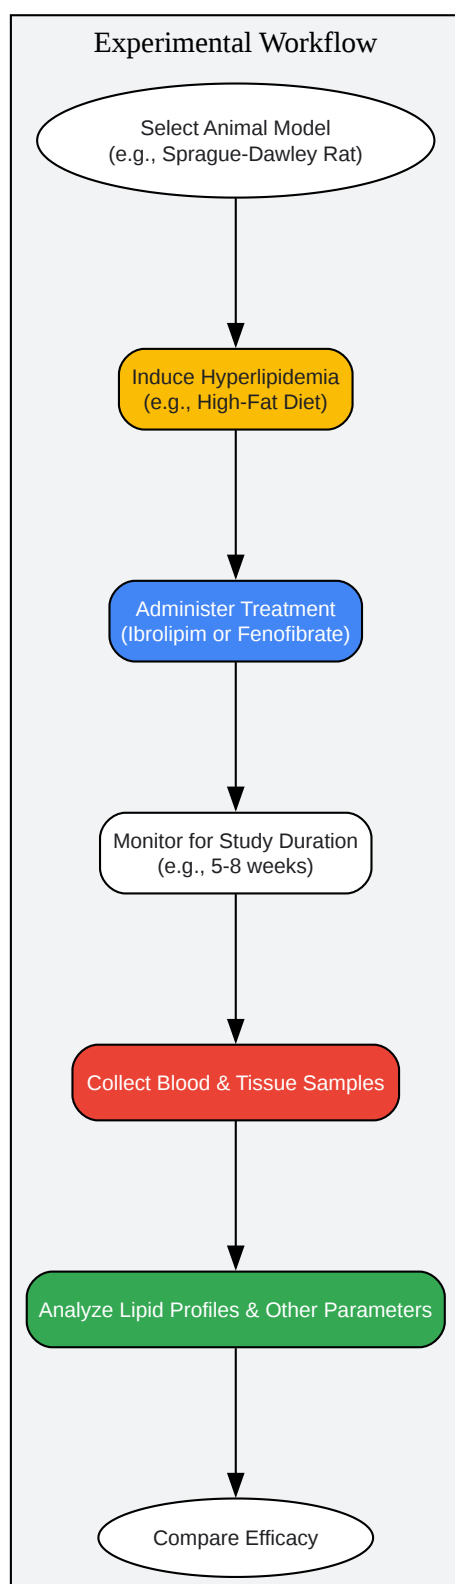 Experimental Workflow
Select Animal Model
(e.g., Sprague-Dawley Rat)
Induce Hyperlipidemia
(e.g., High-Fat Diet)
Administer Treatment
(Ibrolipim or Fenofibrate)
Monitor for Study Duration
(e.g., 5-8 weeks)
Collect Blood & Tissue Samples
Analyze Lipid Profiles & Other Parameters
Compare Efficacy